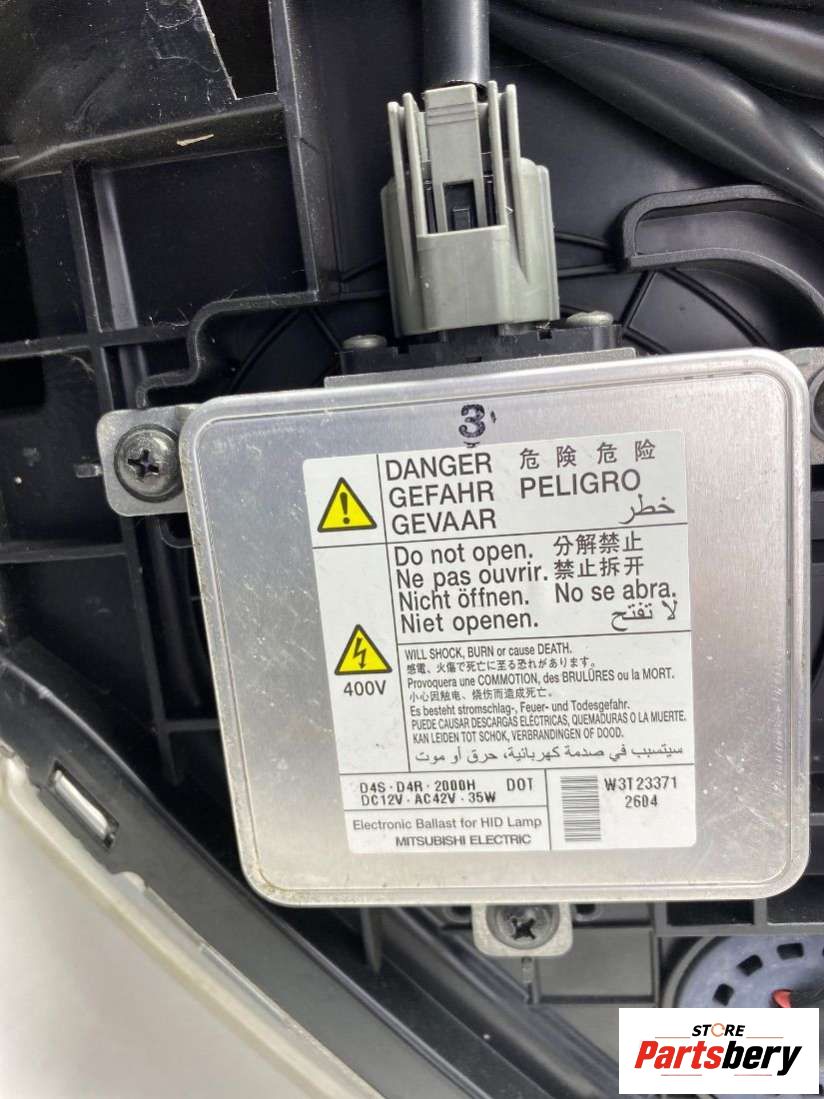 3
DANGER 危険 危险
GEFAHR PELIGRO
GEVAAR خطر
Do not open. 分解禁止
Ne pas ouvrir. 禁止拆开
Nicht öffnen. No se abra.
Niet openen. لا تفتح
400V
WILL SHOCK, BURN or cause DEATH.
感電、火傷で死亡に至る恐れがあります。
Provoquera une COMMOTION, des BRULÛRES ou la MORT.
小心因触电、烧伤而造成死亡。
Es besteht stromschlag-, Feuer- und Todesgefahr.
PUEDE CAUSAR DESCARGAS ELÉCTRICAS, QUEMADURAS O LA MUERTE.
KAN LEIDEN TOT SCHOK, VERBRANDINGEN OF DOOD.
سيتسبب في صدمة كهربائية، حرق أو موت
D4S · D4R · 2000H DOT
DC12V · AC42V · 35W
W3T23371
2604
Electronic Ballast for HID Lamp
MITSUBISHI ELECTRIC
STORE
Partsbery